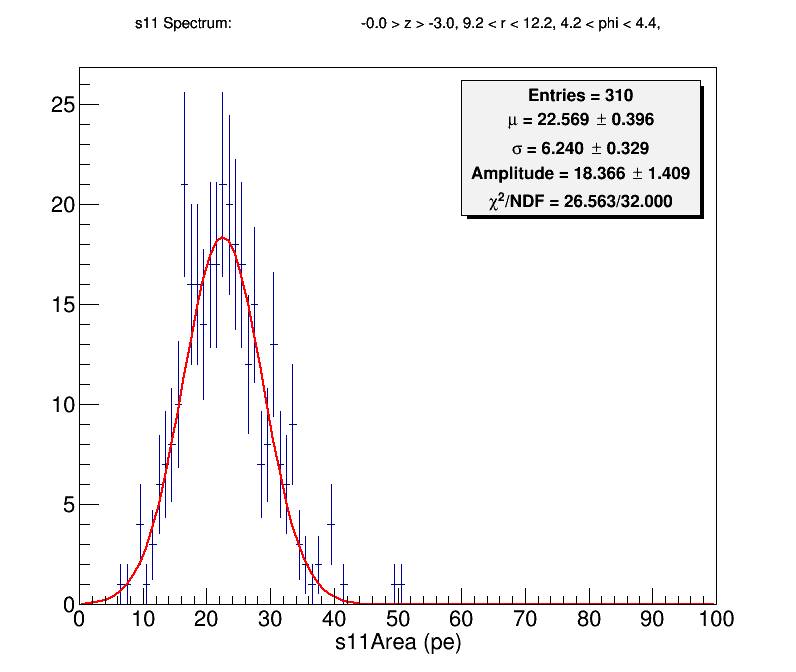 s11 Spectrum: -0.0 > z > -3.0, 9.2 < r < 12.2, 4.2 < phi < 4.4,
Entries = 310
μ = 22.569 ± 0.396
σ = 6.240 ± 0.329
Amplitude = 18.366 ± 1.409
χ²/NDF = 26.563/32.000
25
20
15
10
5
0
0 10 20 30 40 50 60 70 80 90 100
s11Area (pe)